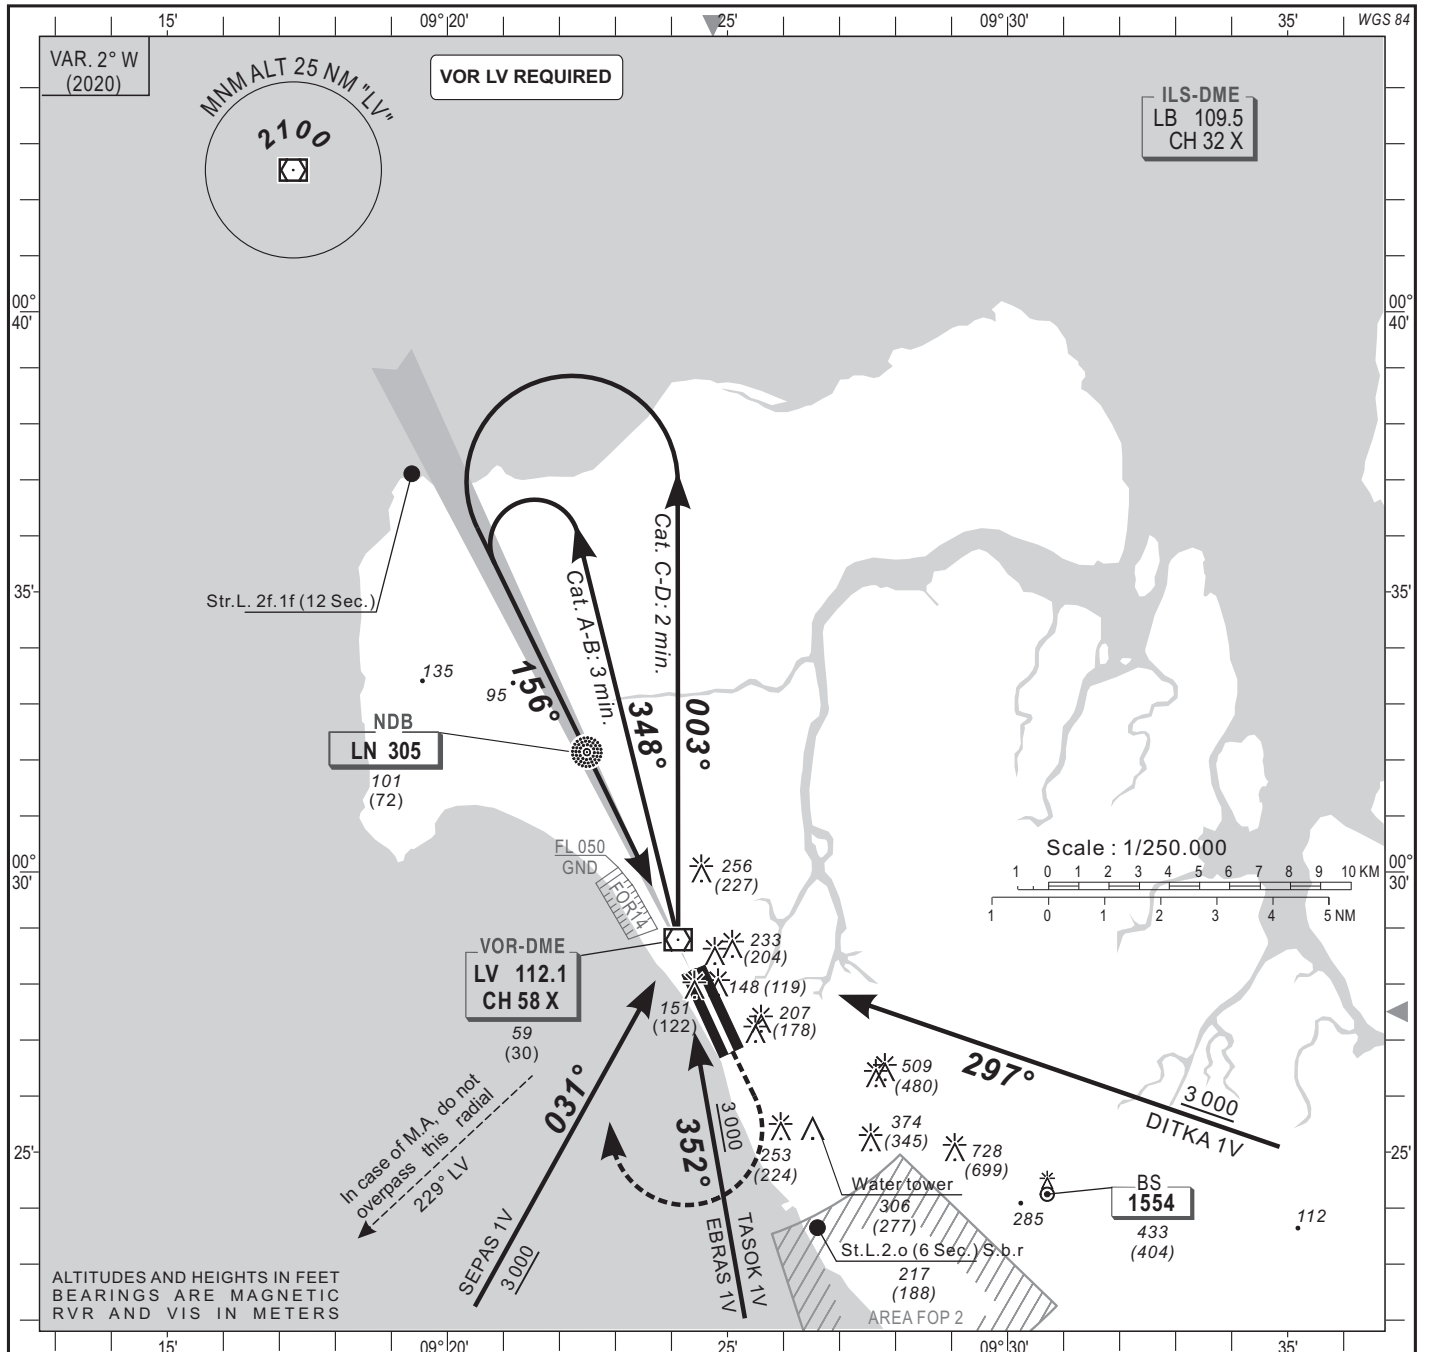 15'
09°20'
25'
09°30'
35'
WGS 84
VAR. 2° W
(2020)
MNM ALT 25 NM "LV"
2100
VOR LV REQUIRED
ILS-DME
LB 109.5
CH 32 X
00°
40'
00°
40'
Str.L. 2f.1f (12 Sec.)
35'
35'
Cat. A-B: 3 min.
Cat. C-D: 2 min.
135
95
156°
348°
003°
NDB
LN 305
101
(72)
FL 050
GND
FOR14
256
(227)
Scale : 1/250.000
1 0 1 2 3 4 5 6 7 8 9 10 KM
1 0 1 2 3 4 5 NM
00°
30'
00°
30'
VOR-DME
LV 112.1
CH 58 X
59
(30)
233
(204)
148 (119)
151
(122)
207
(178)
509
(480)
297°
3 000
DITKA 1V
031°
SEPAS 1V
3 000
352°
3 000
TASOK 1V
EBRAS 1V
In case of M.A, do not
overpass this radial
229° LV
25'
253
(224)
374
(345)
728
(699)
Water tower
306
(277)
285
BS
1554
433
(404)
112
St.L.2.o (6 Sec.) S.b.r
217
(188)
AREA FOP 2
ALTITUDES AND HEIGHTS IN FEET
BEARINGS ARE MAGNETIC
RVR AND VIS IN METERS
15'
09°20'
25'
09°30'
35'